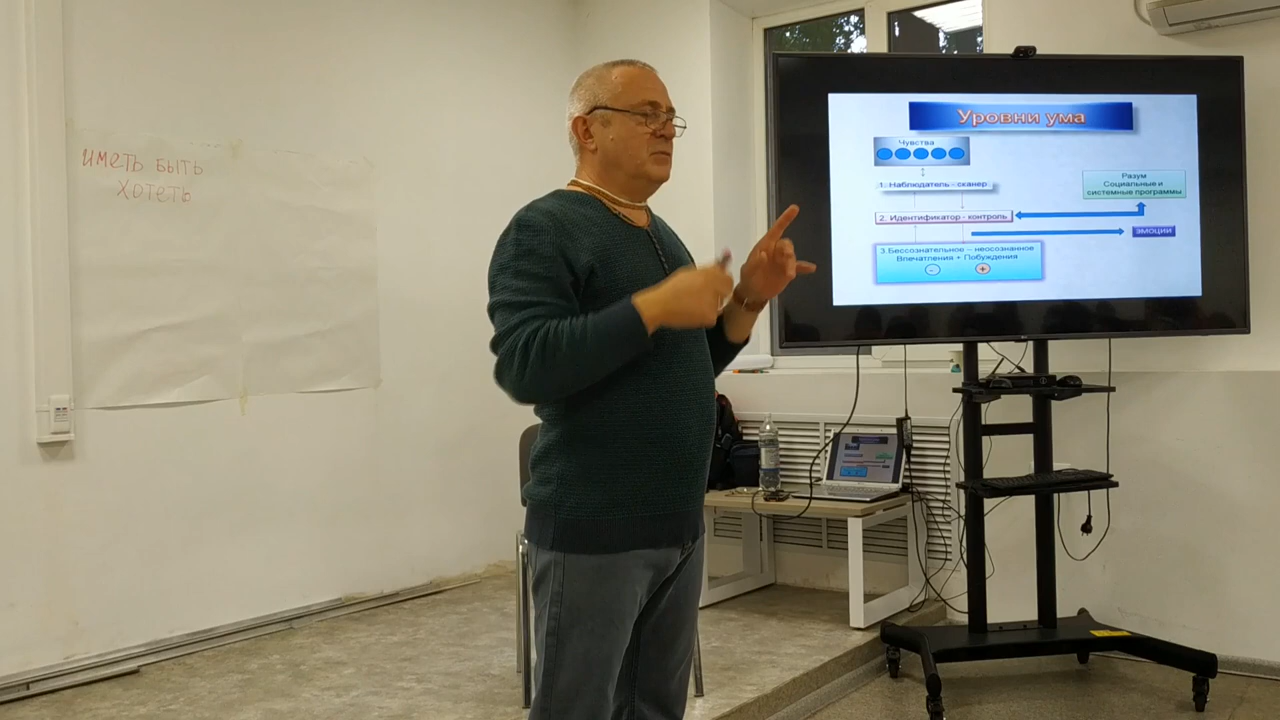 иметь быть
хотеть
Уровни ума
Чувства
1. Наблюдатель - сканер
Разум
Социальные и
системные программы
2. Идентификатор - контроль
эмоции
3.Бессознательное – неосознанное
Впечатления + Побуждения
- +